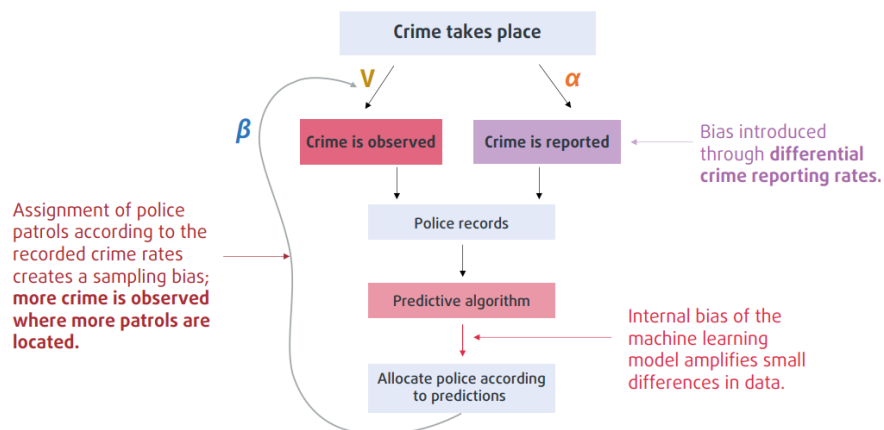 Crime takes place
V
α
β
Crime is observed
Crime is reported
Bias introduced
through differential
crime reporting rates.
Assignment of police
patrols according to the
recorded crime rates
creates a sampling bias;
more crime is observed
where more patrols are
located.
Police records
Predictive algorithm
Internal bias of the
machine learning
model amplifies small
differences in data.
Allocate police according
to predictions